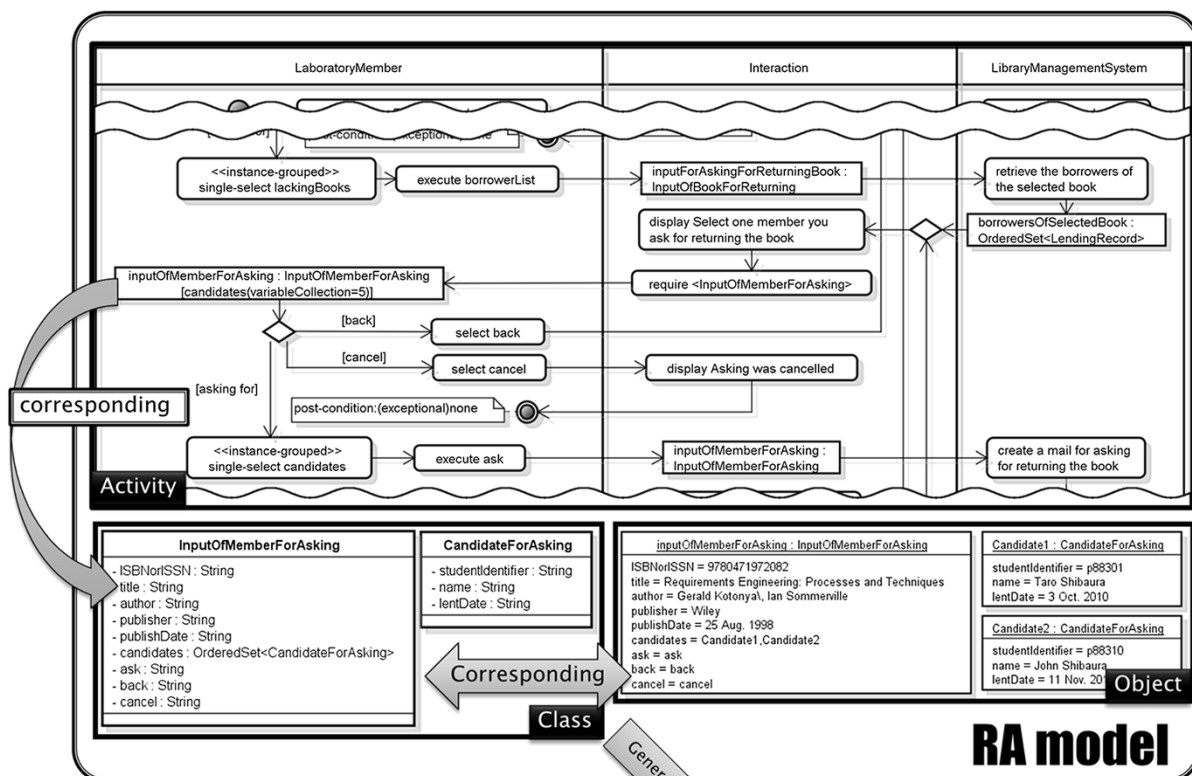 LaboratoryMember
Interaction
LibraryManagementSystem
post-condition:(exceptional)none
<<instance-grouped>>
single-select lackingBooks
execute borrowerList
inputForAskingForReturningBook :
InputOfBookForReturning
retrieve the borrowers of
the selected book
display Select one member you
ask for returning the book
borrowersOfSelectedBook :
OrderedSet<LendingRecord>
inputOfMemberForAsking : InputOfMemberForAsking
[candidates(variableCollection=5)]
require <InputOfMemberForAsking>
[back]
select back
[cancel]
select cancel
display Asking was cancelled
[asking for]
corresponding
post-condition:(exceptional)none
<<instance-grouped>>
single-select candidates
execute ask
inputOfMemberForAsking :
InputOfMemberForAsking
create a mail for asking
for returning the book
Activity
InputOfMemberForAsking
- ISBNorISSN : String
- title : String
- author : String
- publisher : String
- publishDate : String
- candidates : OrderedSet<CandidateForAsking>
- ask : String
- back : String
- cancel : String
CandidateForAsking
- studentIdentifier : String
- name : String
- lentDate : String
Corresponding
Class
inputOfMemberForAsking : InputOfMemberForAsking
ISBNorISSN = 9780471972082
title = Requirements Engineering: Processes and Techniques
author = Gerald Kotonya\, Ian Sommerville
publisher = Wiley
publishDate = 25 Aug. 1998
candidates = Candidate1,Candidate2
ask = ask
back = back
cancel = cancel
Candidate1 : CandidateForAsking
studentIdentifier = p88301
name = Taro Shibaura
lentDate = 3 Oct. 2010
Candidate2 : CandidateForAsking
studentIdentifier = p88310
name = John Shibaura
lentDate = 11 Nov. 201
Object
Gener
RA model